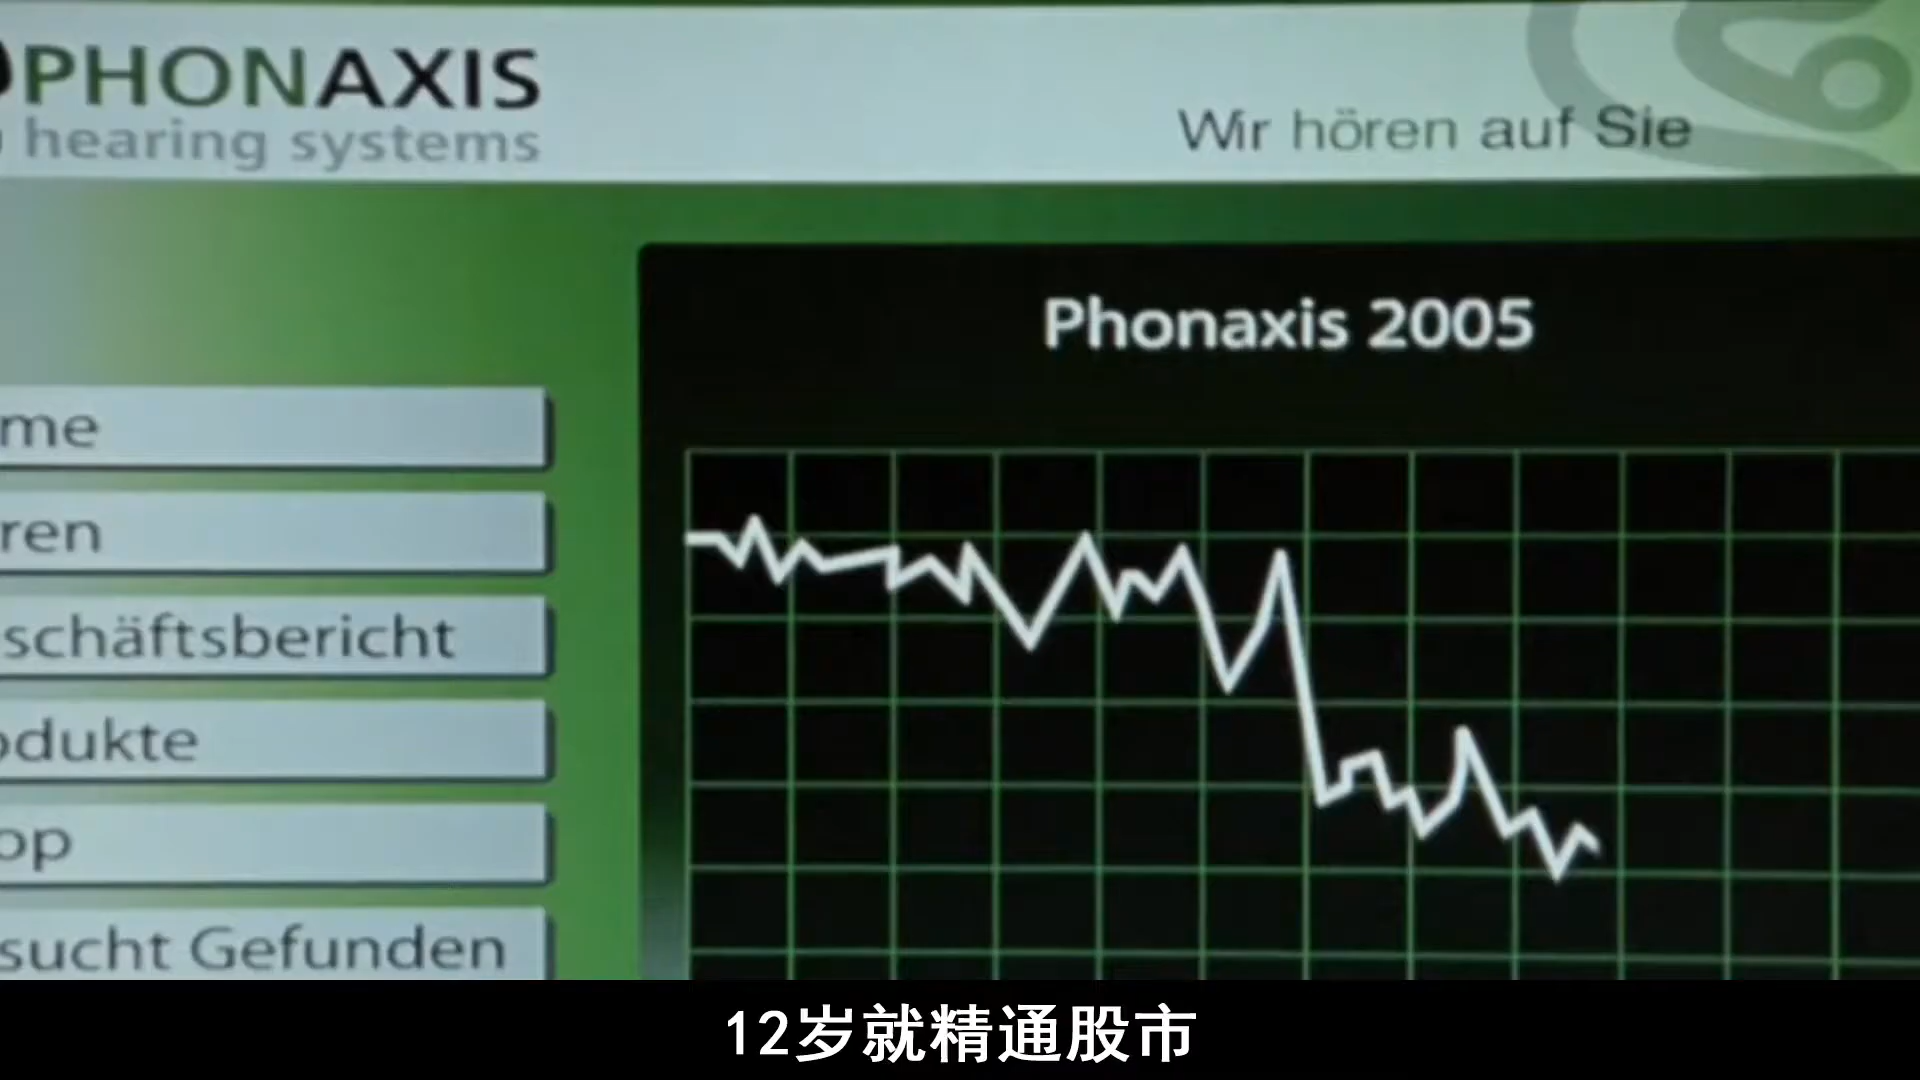 PHONAXIS
hearing systems
Wir hören auf Sie
Phonaxis 2005
me
ren
schäftsbericht
odukte
op
sucht Gefunden
12岁就精通股市